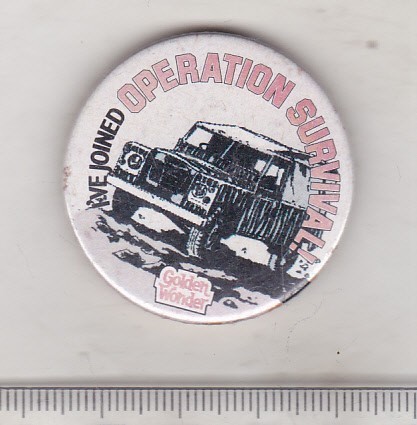 I'VE JOINED OPERATION SURVIVAL!
Golden
Wonder